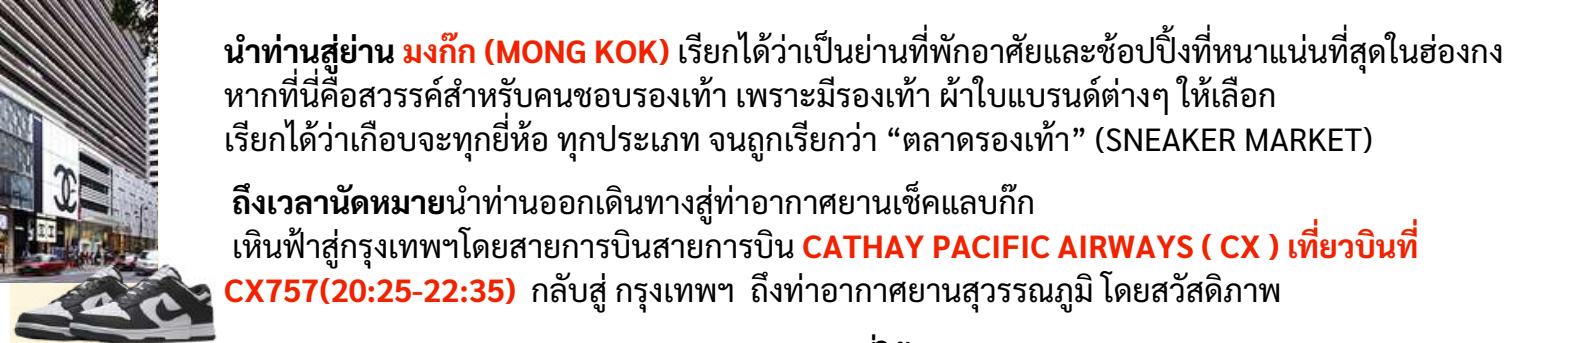 นำท่านสู่ย่าน มงก๊ก (MONG KOK) เรียกได้ว่าเป็นย่านที่พักอาศัยและช้อปปิ้งที่หนาแน่นที่สุดในฮ่องกง
หากที่นี่คือสวรรค์สำหรับคนชอบรองเท้า เพราะมีรองเท้า ผ้าใบแบรนด์ต่างๆ ให้เลือก
เรียกได้ว่าเกือบจะทุกยี่ห้อ ทุกประเภท จนถูกเรียกว่า “ตลาดรองเท้า” (SNEAKER MARKET)
ถึงเวลานัดหมายนำท่านออกเดินทางสู่ท่าอากาศยานเช็คแลบก๊ก
เหินฟ้าสู่กรุงเทพฯโดยสายการบินสายการบิน CATHAY PACIFIC AIRWAYS ( CX ) เที่ยวบินที่
CX757(20:25-22:35) กลับสู่ กรุงเทพฯ ถึงท่าอากาศยานสุวรรณภูมิ โดยสวัสดิภาพ